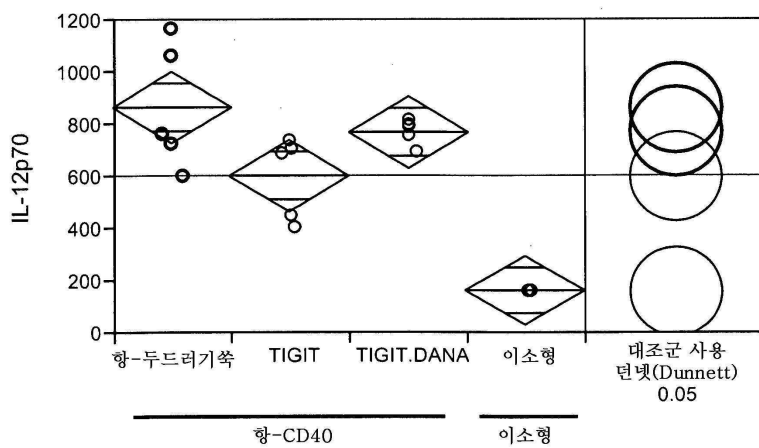 1200
1000
800
600
400
200
0
IL-12p70
항-두드러기쑥
TIGIT
TIGIT.DANA
이소형
대조군 사용
던넷(Dunnett)
0.05
항-CD40
이소형